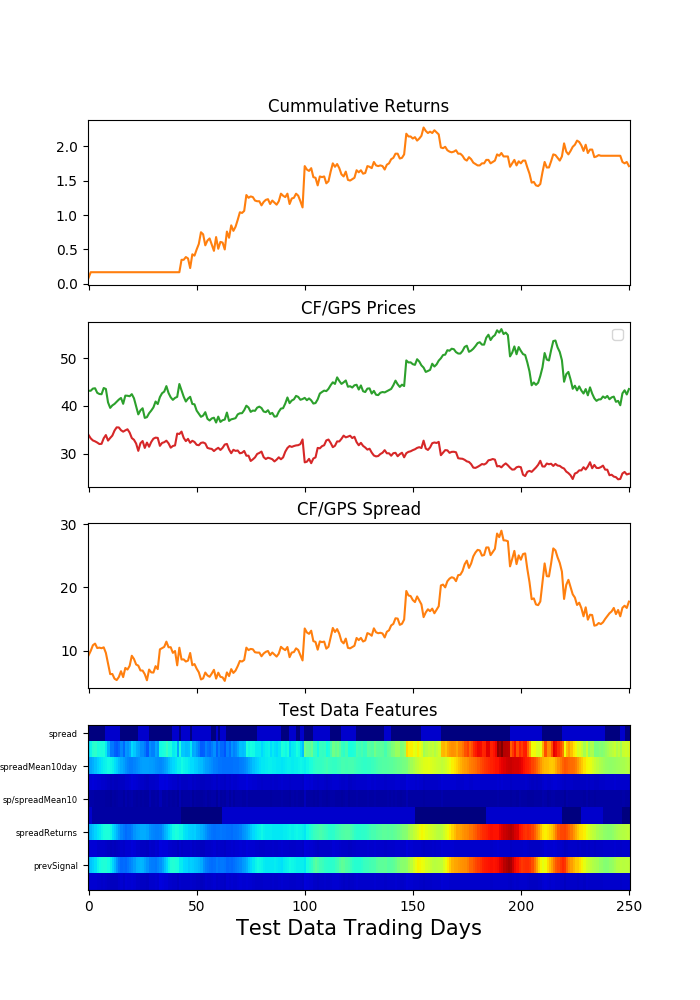 Cummulative Returns
2.0
1.5
1.0
0.5
0.0
CF/GPS Prices
50
40
30
CF/GPS Spread
30
20
10
Test Data Features
spread
spreadMean10day
sp/spreadMean10
spreadReturns
prevSignal
0 50 100 150 200 250
Test Data Trading Days